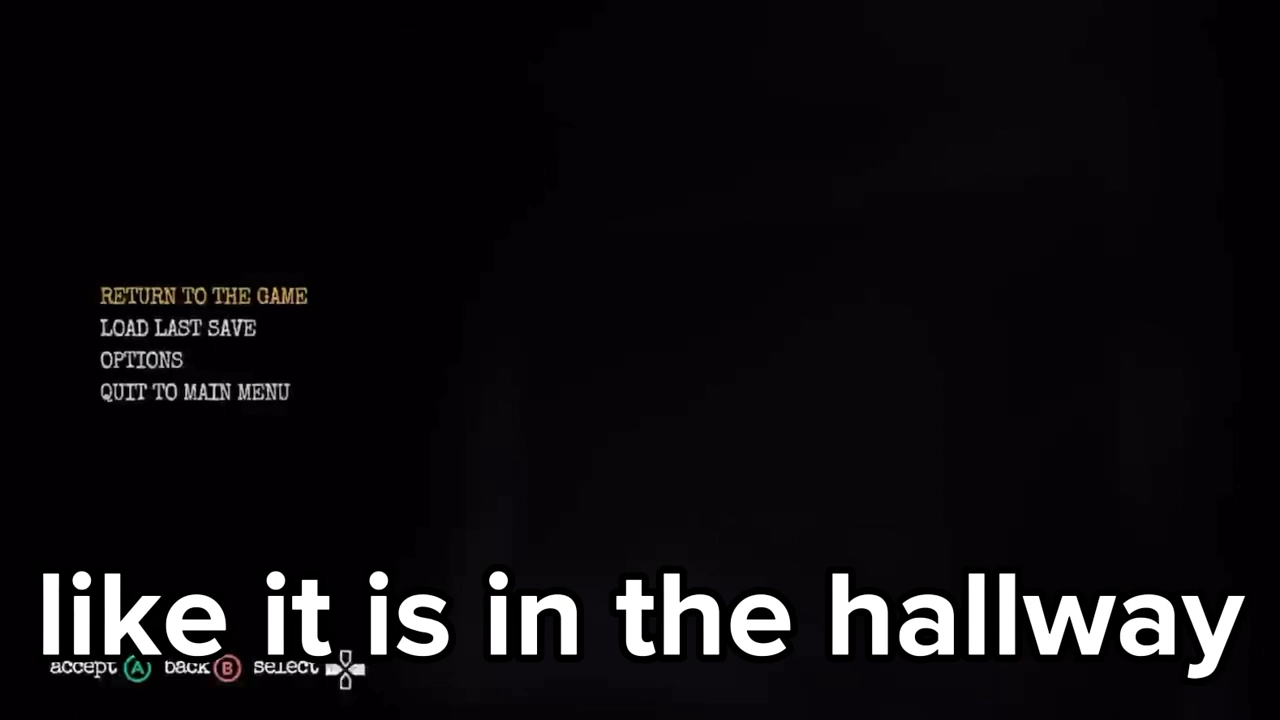 RETURN TO THE GAME
LOAD LAST SAVE
OPTIONS
QUIT TO MAIN MENU
like it is in the hallway
accept A back B select